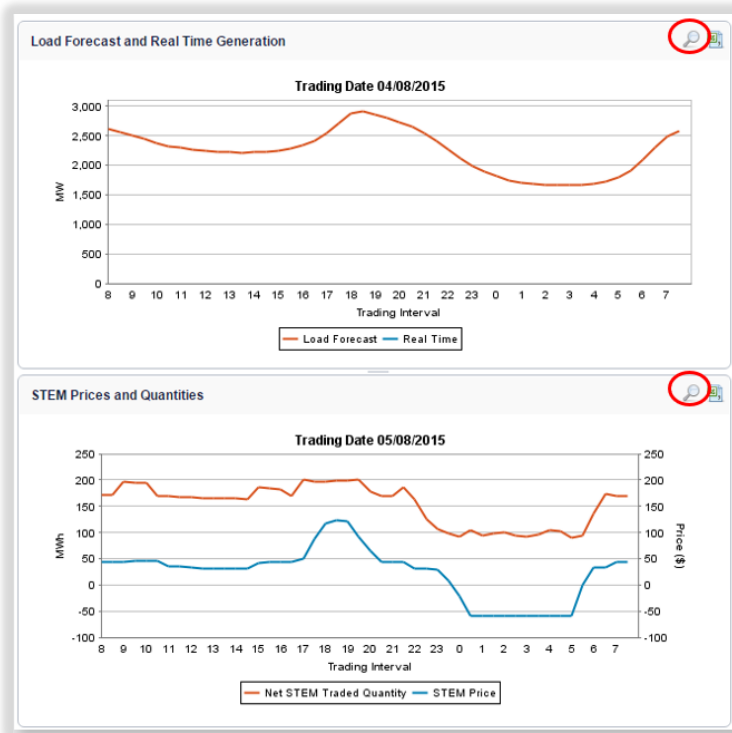 Load Forecast and Real Time Generation
Trading Date 04/08/2015
3,000
2,500
2,000
1,500
1,000
500
0
MW
8 9 10 11 12 13 14 15 16 17 18 19 20 21 22 23 0 1 2 3 4 5 6 7
Trading Interval
Load Forecast Real Time
STEM Prices and Quantities
Trading Date 05/08/2015
250 250
200 200
150 150
100 100
50 50
0 0
-50 -50
-100 -100
MWh
Price ($)
8 9 10 11 12 13 14 15 16 17 18 19 20 21 22 23 0 1 2 3 4 5 6 7
Trading Interval
Net STEM Traded Quantity STEM Price